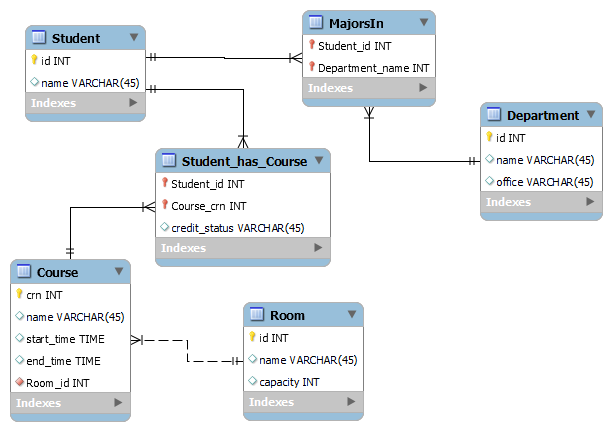 Student
id INT
name VARCHAR(45)
Indexes
MajorsIn
Student_id INT
Department_name INT
Indexes
Department
id INT
name VARCHAR(45)
office VARCHAR(45)
Indexes
Student_has_Course
Student_id INT
Course_crn INT
credit_status VARCHAR(45)
Indexes
Course
crn INT
name VARCHAR(45)
start_time TIME
end_time TIME
Room_id INT
Indexes
Room
id INT
name VARCHAR(45)
capacity INT
Indexes